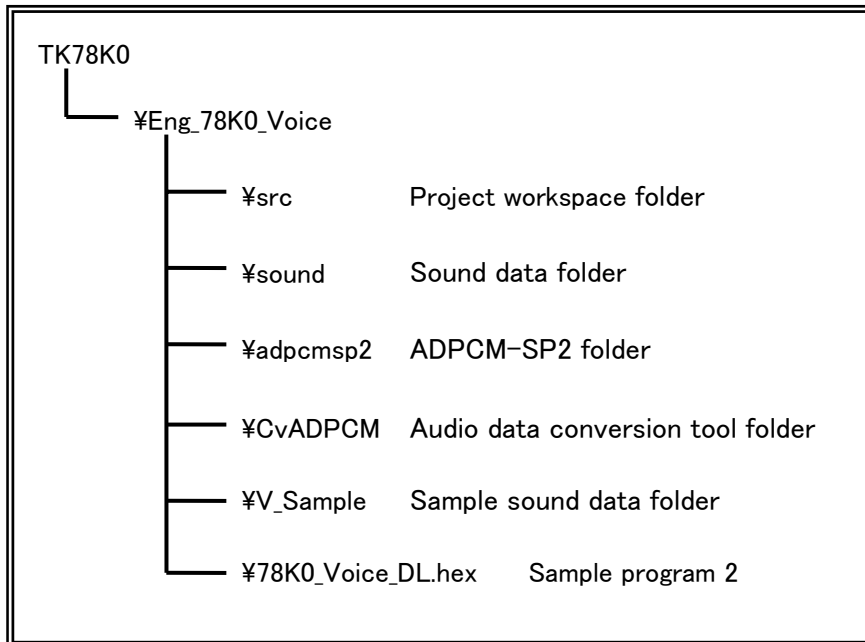 TK78K0
¥Eng_78K0_Voice
¥src Project workspace folder
¥sound Sound data folder
¥adpcmsp2 ADPCM-SP2 folder
¥CvADPCM Audio data conversion tool folder
¥V_Sample Sample sound data folder
¥78K0_Voice_DL.hex Sample program 2